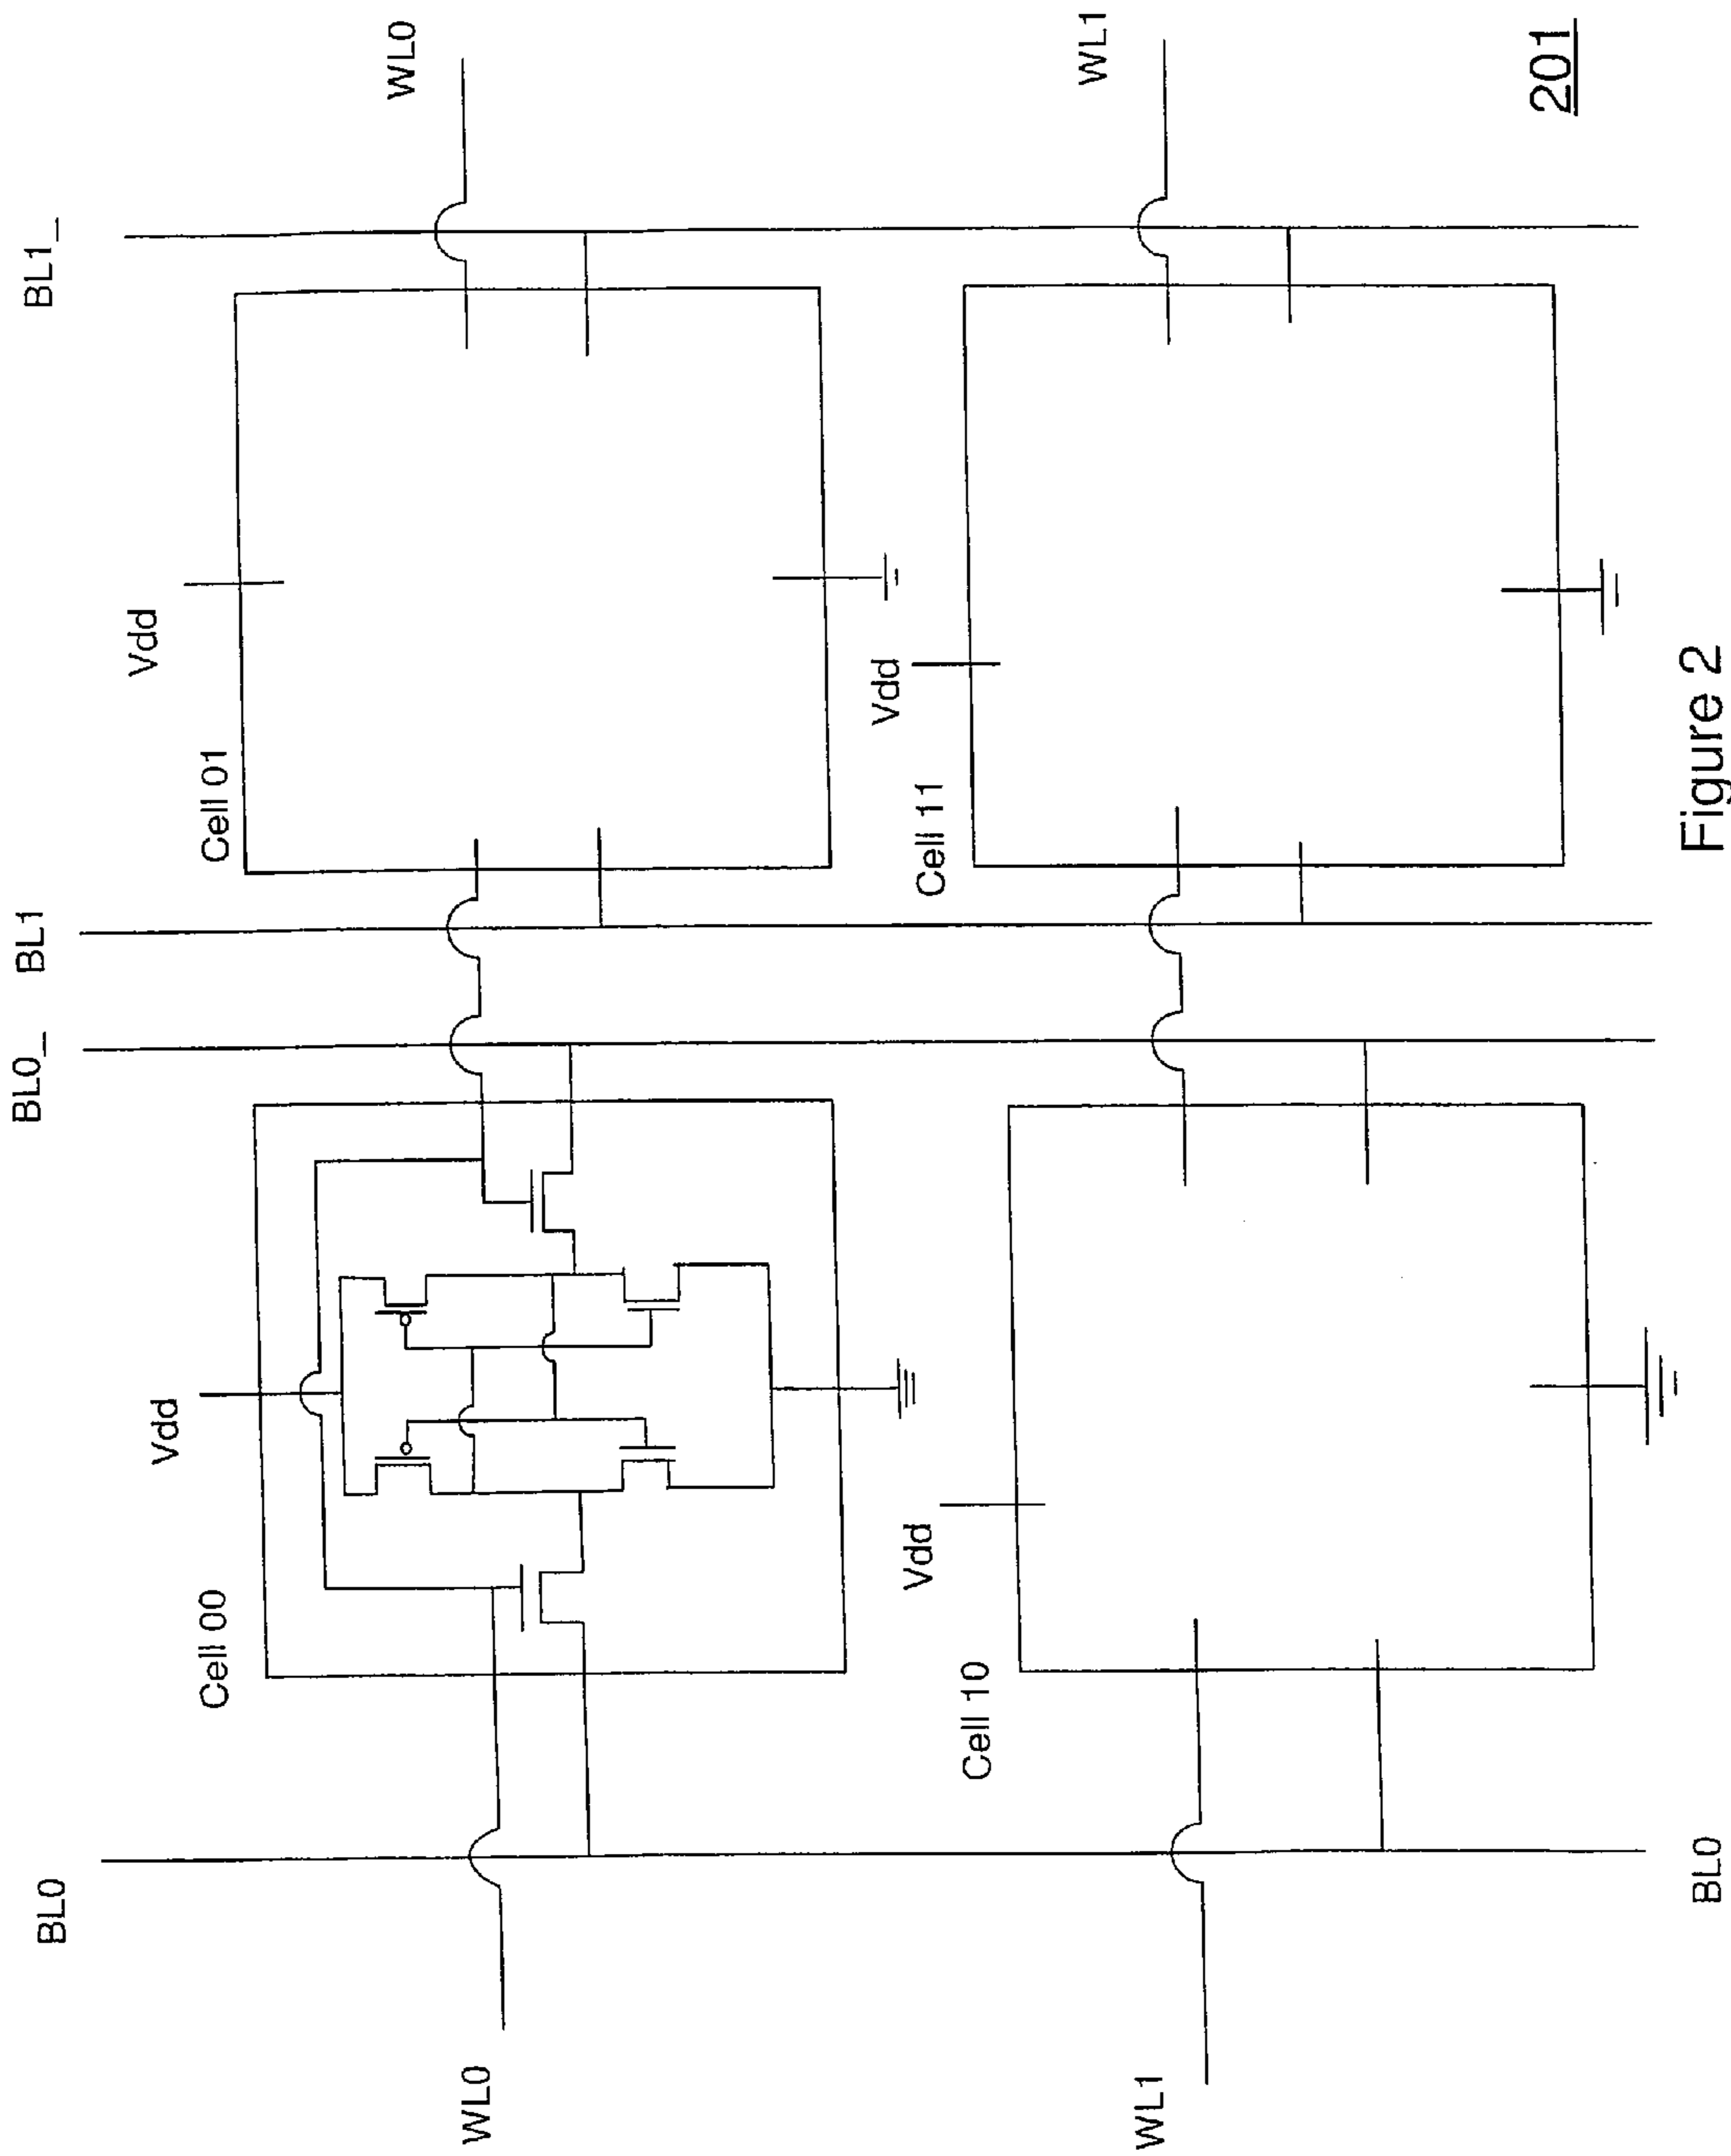 BL0
BL0_
BL1
BL1_
Vdd
Vdd
Cell 00
Cell 01
WL0
WL0
Vdd
Vdd
Cell 10
Cell 11
WL1
WL1
BL0
201
Figure 2